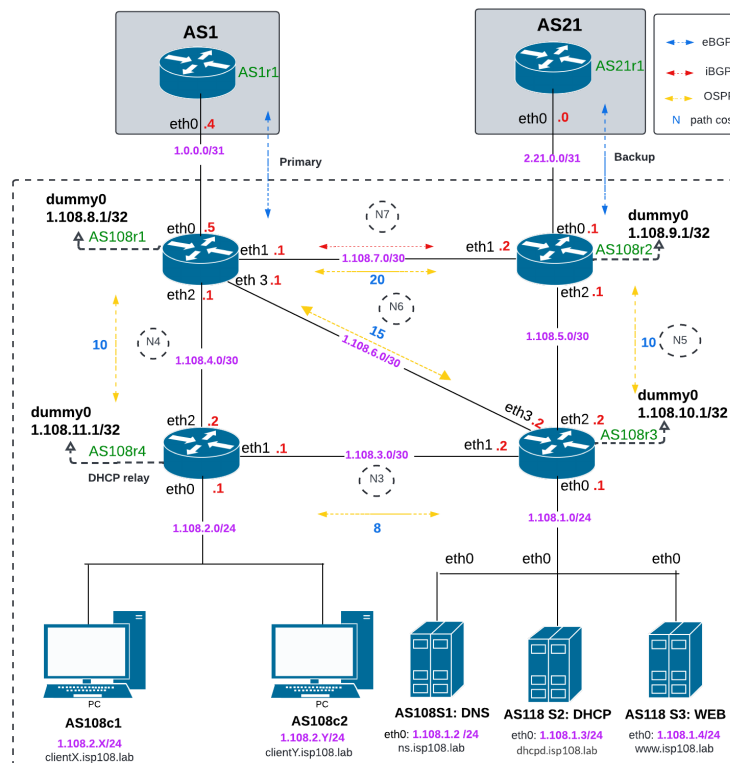 AS1
AS21
AS1r1
AS21r1
eBGP
iBGP
OSPF
N path cos
eth0 .4
eth0 .0
1.0.0.0/31
2.21.0.0/31
Primary
Backup
dummy0
1.108.8.1/32
AS108r1
eth0 .5
eth1 .1
eth 3 .1
eth2 .1
N7
1.108.7.0/30
20
dummy0
1.108.9.1/32
AS108r2
eth0 .1
eth1 .2
eth2 .1
N6
15
1.108.6.0/30
10
N4
1.108.4.0/30
1.108.5.0/30
10
N5
dummy0
1.108.11.1/32
AS108r4
DHCP relay
eth2 .2
eth1 .1
eth0 .1
1.108.3.0/30
N3
8
dummy0
1.108.10.1/32
AS108r3
eth3 .2
eth2 .2
eth1 .2
eth0 .1
1.108.2.0/24
1.108.1.0/24
eth0
eth0
eth0
PC
AS108c1
1.108.2.X/24
clientX.isp108.lab
PC
AS108c2
1.108.2.Y/24
clientY.isp108.lab
AS108S1: DNS
eth0: 1.108.1.2 /24
ns.isp108.lab
AS118 S2: DHCP
eth0: 1.108.1.3/24
dhcpd.isp108.lab
AS118 S3: WEB
eth0: 1.108.1.4/24
www.isp108.lab